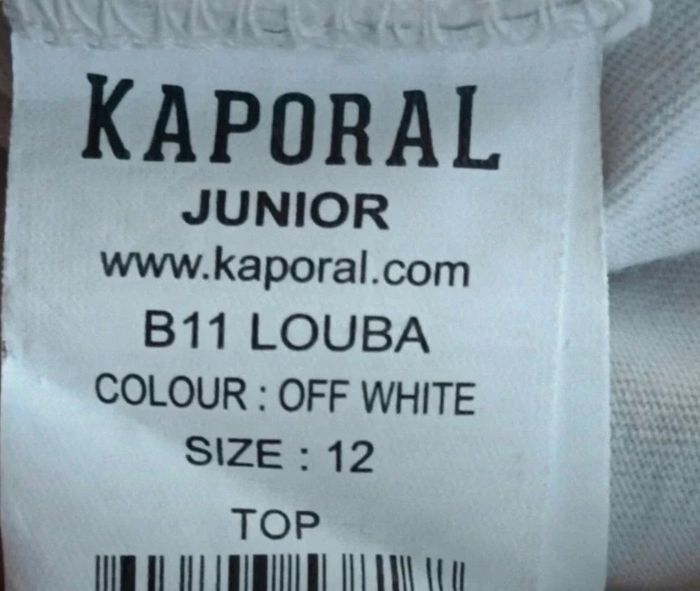 KAPORAL
JUNIOR
www.kaporal.com
B11 LOUBA
COLOUR : OFF WHITE
SIZE : 12
TOP